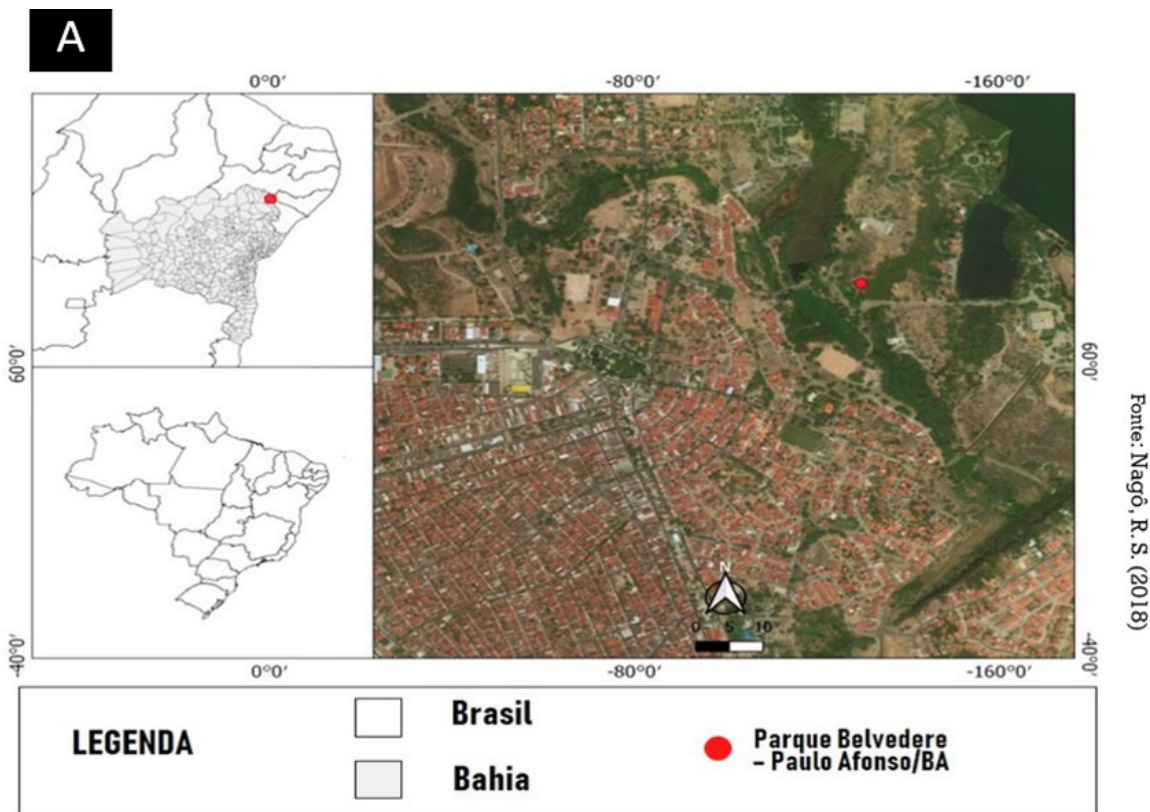 A
0°0′
-80°0′
-160°0′
60°0′
60°0′
-40°0′
-40°0′
N
0 5 10
0°0′
-80°0′
-160°0′
Fonte: Nagô, R. S. (2018)
LEGENDA
Brasil
Bahia
Parque Belvedere
– Paulo Afonso/BA